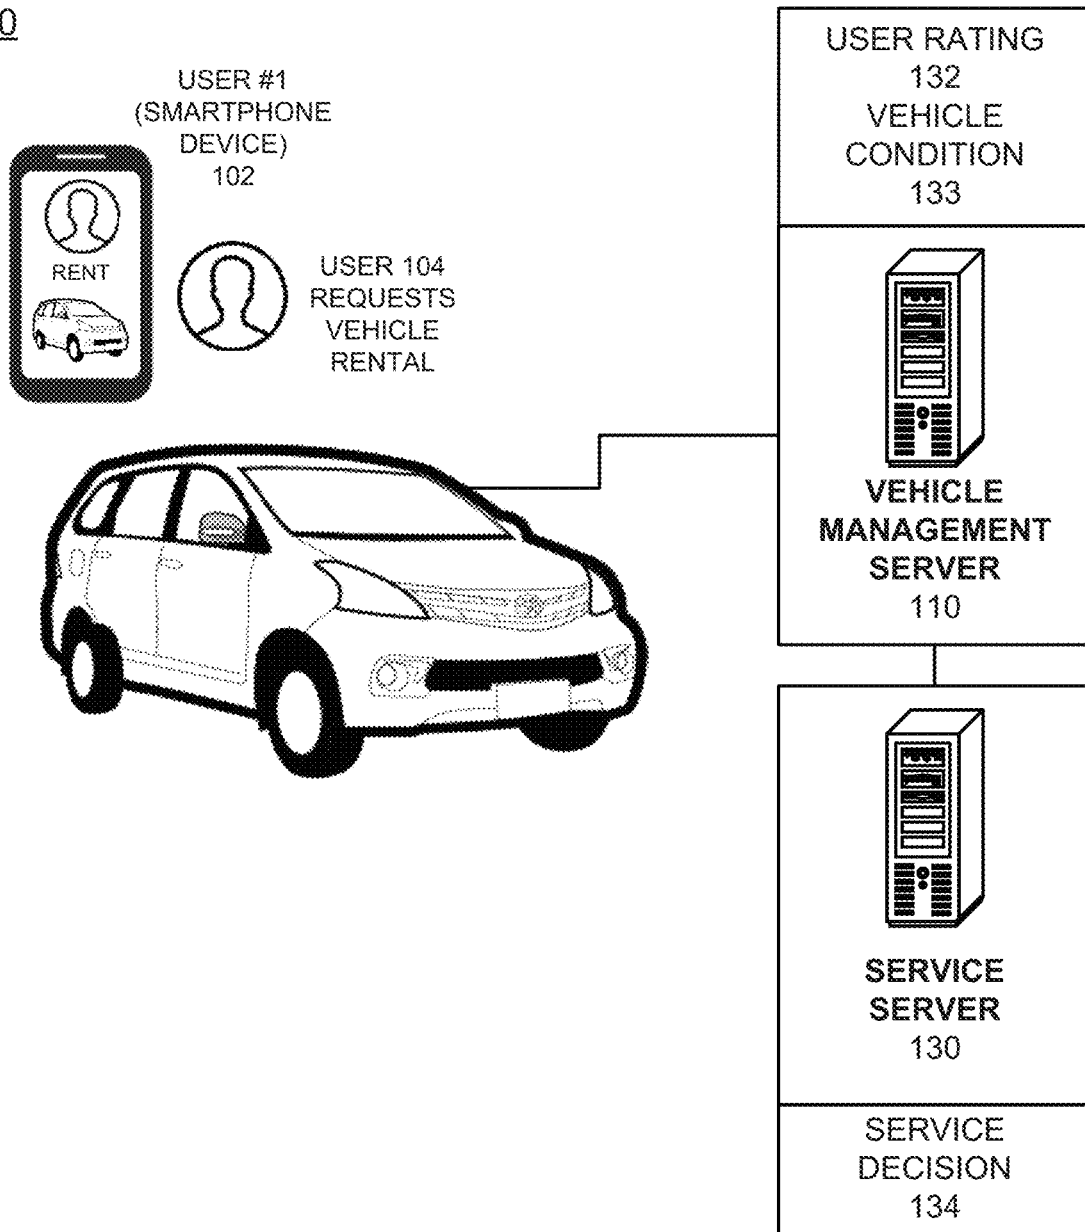 0
USER #1
(SMARTPHONE
DEVICE)
102
RENT
USER 104
REQUESTS
VEHICLE
RENTAL
USER RATING
132
VEHICLE
CONDITION
133
VEHICLE
MANAGEMENT
SERVER
110
SERVICE
SERVER
130
SERVICE
DECISION
134